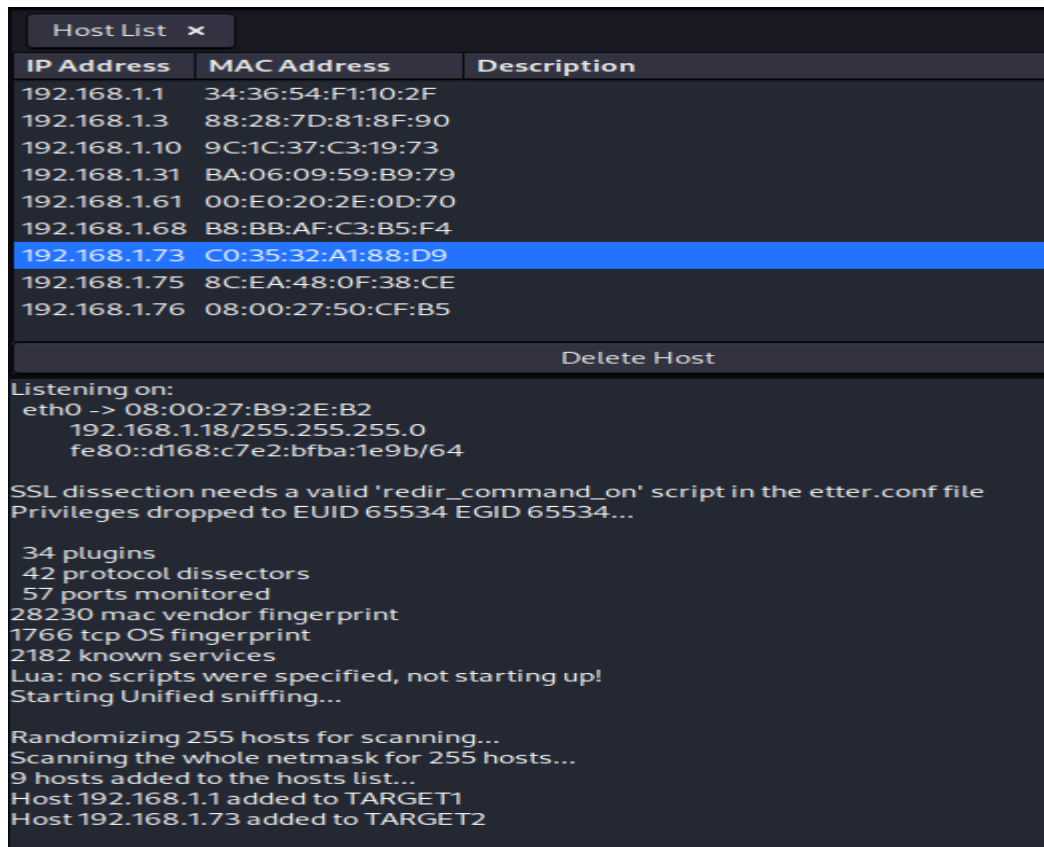 Host List ×
IP Address MAC Address Description
192.168.1.1 34:36:54:F1:10:2F
192.168.1.3 88:28:7D:81:8F:90
192.168.1.10 9C:1C:37:C3:19:73
192.168.1.31 BA:06:09:59:B9:79
192.168.1.61 00:E0:20:2E:0D:70
192.168.1.68 B8:BB:AF:C3:B5:F4
192.168.1.73 C0:35:32:A1:88:D9
192.168.1.75 8C:EA:48:0F:38:CE
192.168.1.76 08:00:27:50:CF:B5
Delete Host
Listening on:
eth0 -> 08:00:27:B9:2E:B2
192.168.1.18/255.255.255.0
fe80::d168:c7e2:bfba:1e9b/64
SSL dissection needs a valid 'redir_command_on' script in the etter.conf file
Privileges dropped to EUID 65534 EGID 65534...
34 plugins
42 protocol dissectors
57 ports monitored
28230 mac vendor fingerprint
1766 tcp OS fingerprint
2182 known services
Lua: no scripts were specified, not starting up!
Starting Unified sniffing...
Randomizing 255 hosts for scanning...
Scanning the whole netmask for 255 hosts...
9 hosts added to the hosts list...
Host 192.168.1.1 added to TARGET1
Host 192.168.1.73 added to TARGET2